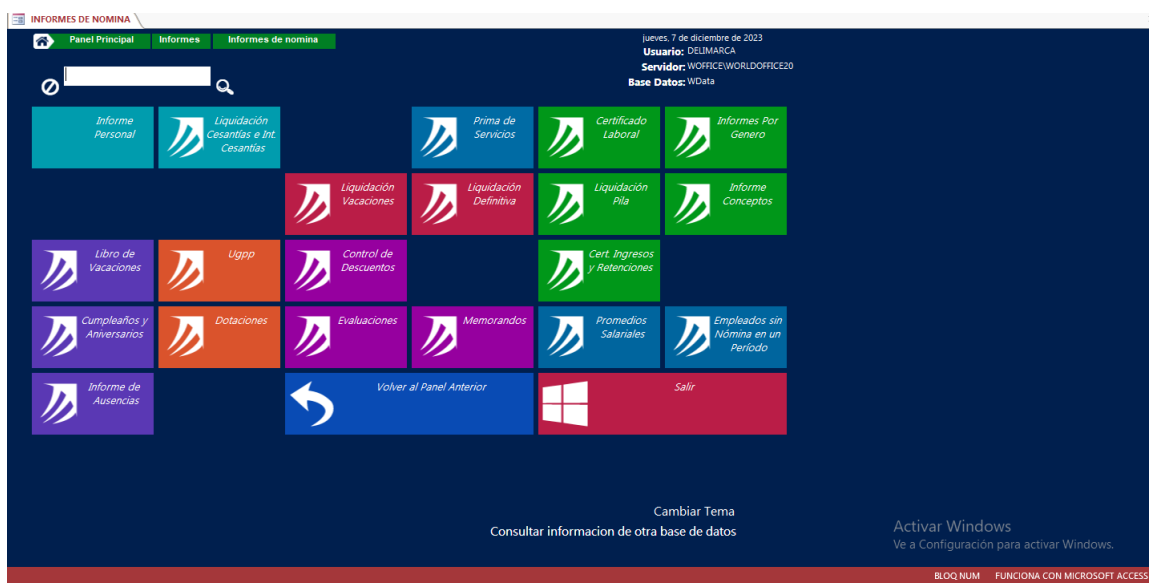 INFORMES DE NOMINA
Panel Principal
Informes
Informes de nomina
jueves, 7 de diciembre de 2023
Usuario: DELIMARCA
Servidor: WOFFICE\WORLDOFFICE20
Base Datos: WData
Informe
Personal
Liquidación
Cesantías e Int.
Cesantías
Prima de
Servicios
Certificado
Laboral
Informes Por
Genero
Liquidación
Vacaciones
Liquidación
Definitiva
Liquidación
Pila
Informe
Conceptos
Libro de
Vacaciones
Ugpp
Control de
Descuentos
Cert. Ingresos
y Retenciones
Cumpleaños y
Aniversarios
Dotaciones
Evaluaciones
Memorandos
Promedios
Salariales
Empleados sin
Nómina en un
Período
Informe de
Ausencias
Volver al Panel Anterior
Salir
Cambiar Tema
Consultar informacion de otra base de datos
Activar Windows
Ve a Configuración para activar Windows.
BLOQ NUM
FUNCIONA CON MICROSOFT ACCESS